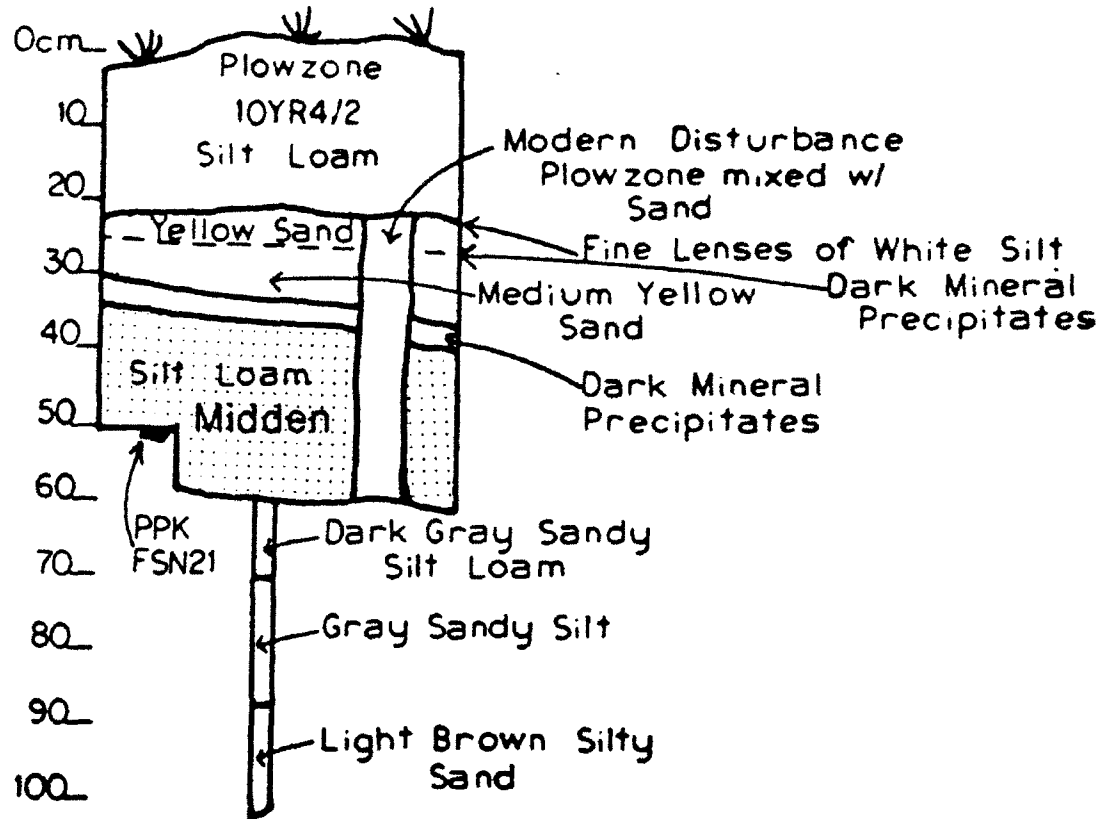 0cm
Plowzone
10YR4/2
Silt Loam
10
20
30
40
50
60
70
80
90
100
Modern Disturbance
Plowzone mixed w/
Sand
Yellow Sand
Fine Lenses of White Silt
Dark Mineral
Precipitates
Medium Yellow
Sand
Dark Mineral
Precipitates
Silt Loam
Midden
PPK
FSN21
Dark Gray Sandy
Silt Loam
Gray Sandy Silt
Light Brown Silty
Sand